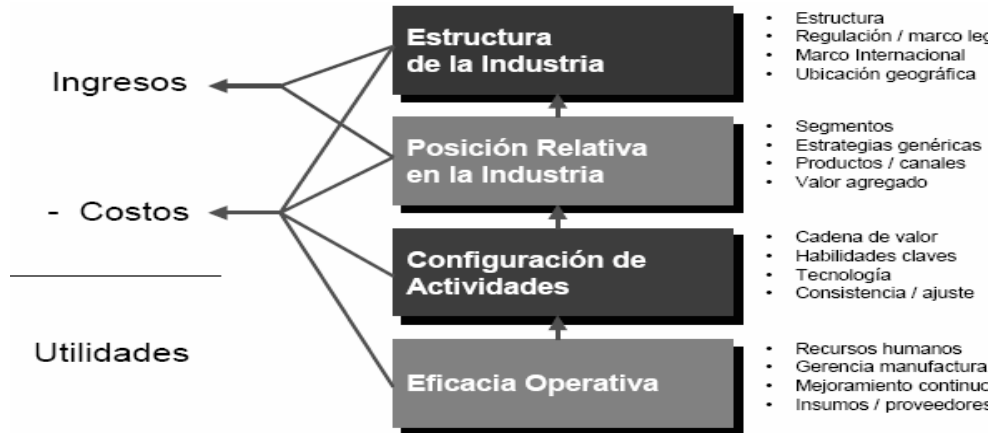 Ingresos
- Costos
Utilidades
Estructura
de la Industria
• Estructura
• Regulación / marco
• Marco Internacional
• Ubicación geográfica
Posición Relativa
en la Industria
• Segmentos
• Estrategias genéricas
• Productos / canales
• Valor agregado
Configuración de
Actividades
• Cadena de valor
• Habilidades claves
• Tecnología
• Consistencia / ajuste
Eficacia Operativa
• Recursos humanos
• Gerencia manufactura
• Mejoramiento continuo
• Insumos / proveedores